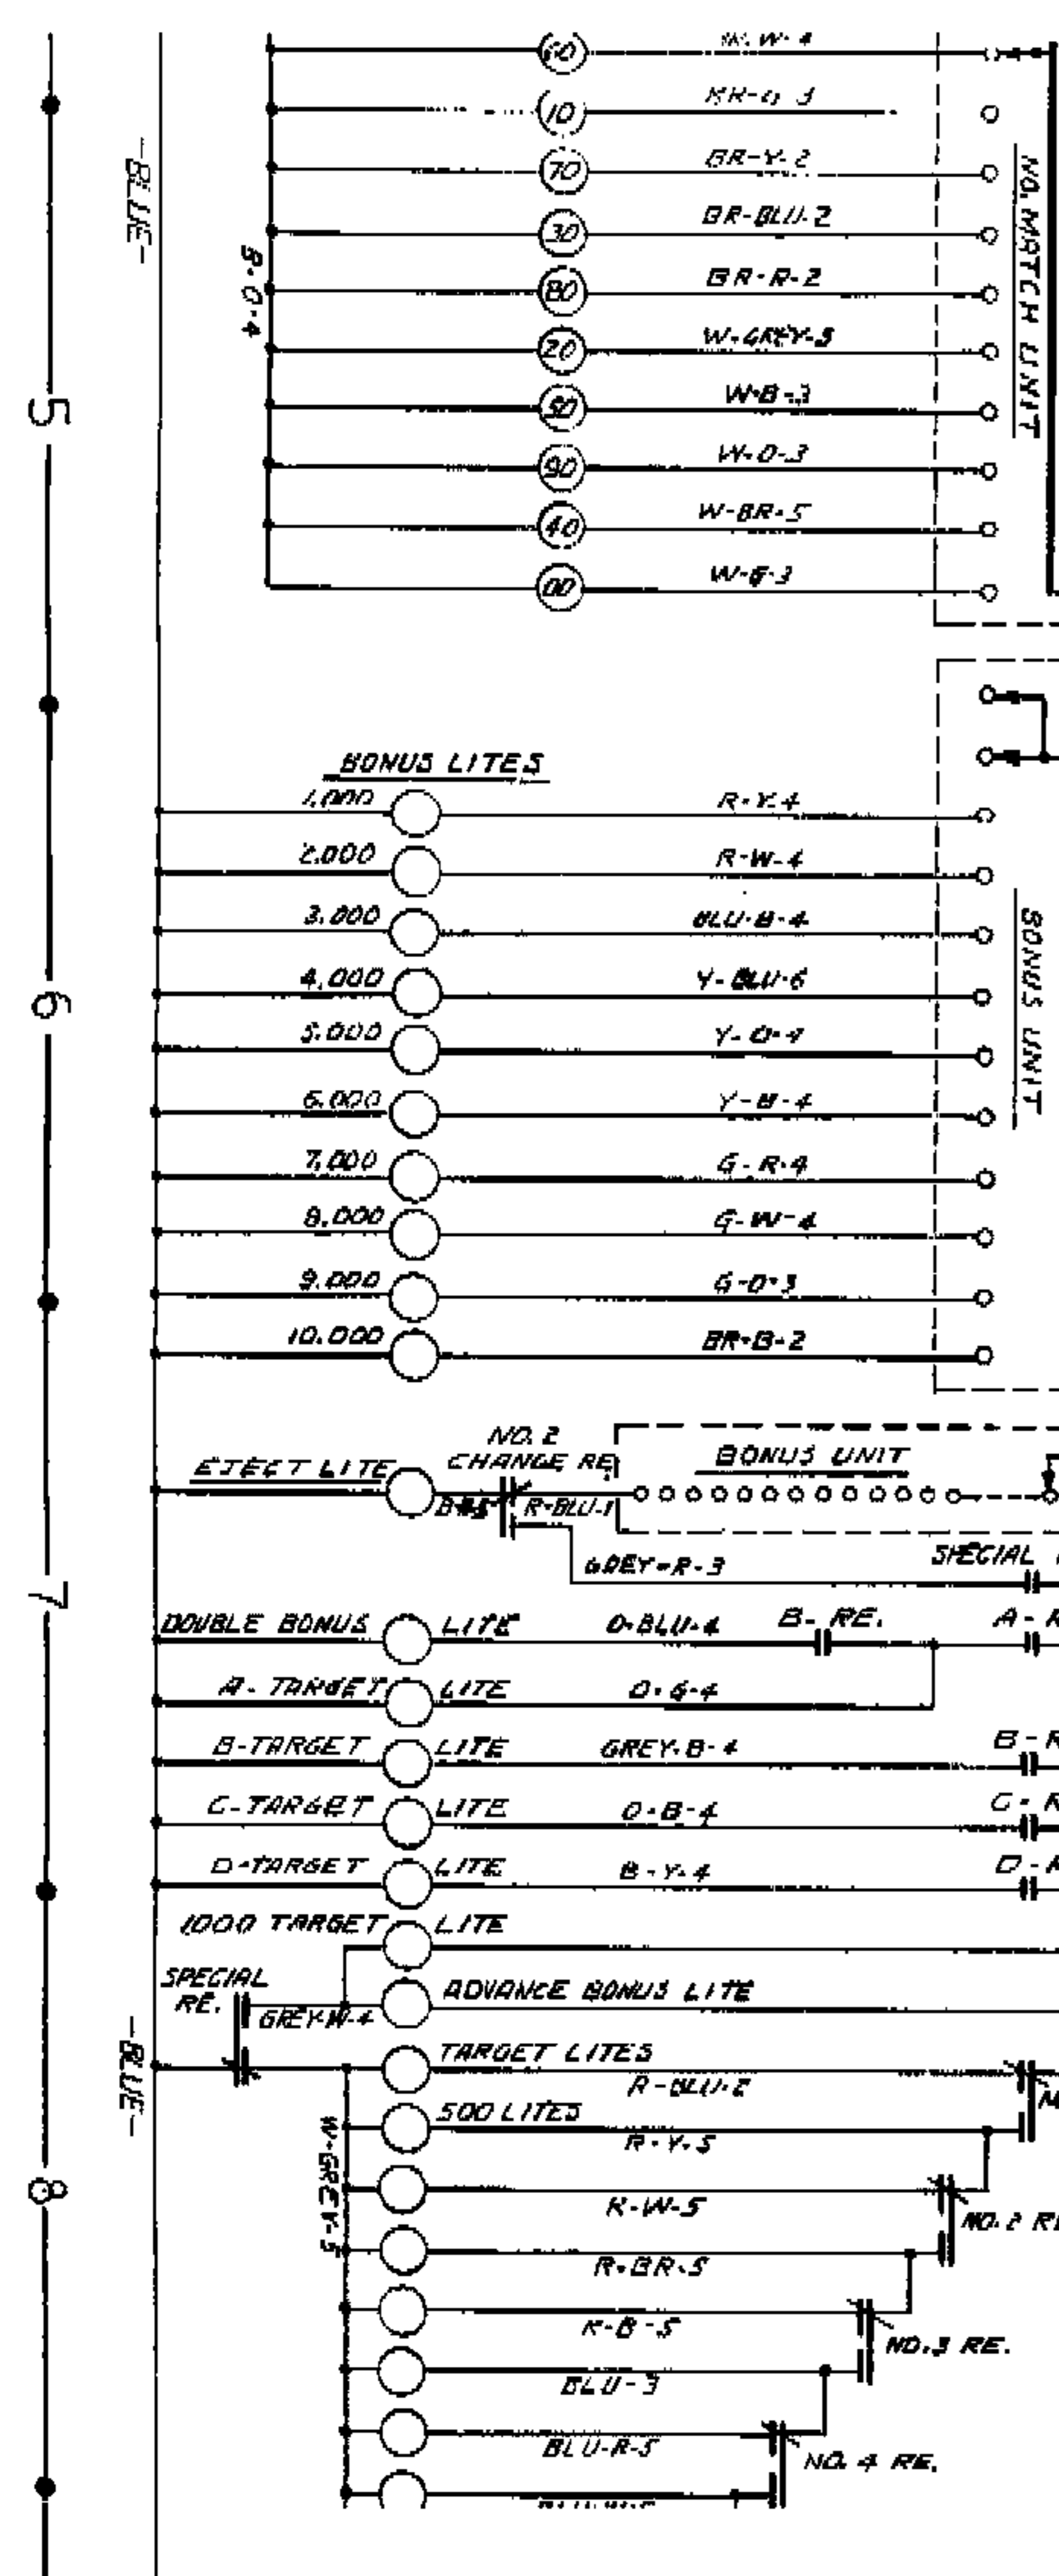 60
10
-BLUE-
70 BR-Y-2
30 BR-BLU-2
B-O-4
80 BR-R-2
NO. MATCH UNIT
20 W-GREY-5
5
50 W-B-3
90 W-O-3
40 W-BR-5
00 W-G-3
BONUS LITES
1,000 R-Y-4
2,000 R-W-4
3,000 BLU-B-4
4,000 Y-BLU-6
6
5,000 Y-O-4
BONUS UNIT
6,000 Y-B-4
7,000 G-R-4
8,000 G-W-4
9,000 G-O-3
10,000 BR-B-2
NO. 2
CHANGE RE.
BONUS UNIT
EJECT LITE
R-BLU-1
GREY-R-3
SPECIAL
7
DOUBLE BONUS LITE O-BLU-4 B-RE. A-R
A-TARGET LITE O-G-4
B-TARGET LITE GREY-B-4 B-R
C-TARGET LITE O-B-4 C-R
D-TARGET LITE B-Y-4 D-R
1000 TARGET LITE
SPECIAL
RE.
ADVANCE BONUS LITE
GREY-W-4
-BLUE-
TARGET LITES
R-BLU-2
500 LITES
R-Y-5
8
W-GREY-5
R-W-5
NO. 2 RE
R-BR-5
R-B-5
NO. 3 RE.
BLU-3
BLU-R-5
NO. 4 RE.